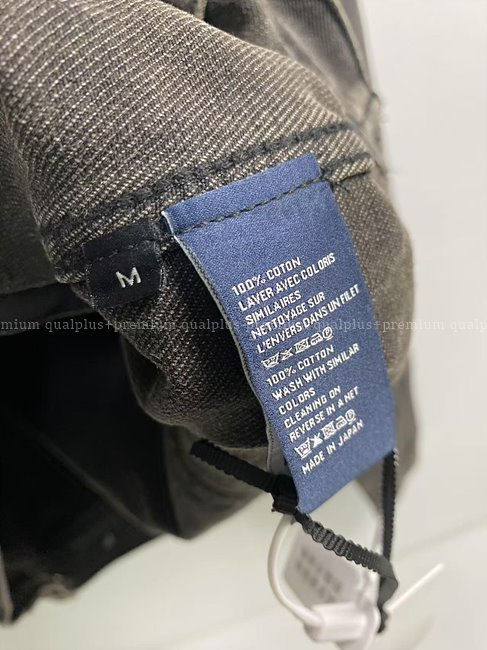 M
100% COTON
LAVER AVEC COLORIS
SIMILAIRES
NETTOYAGE SUR
L'ENVERS DANS UN FILET
100% COTTON
WASH WITH SIMILAR
COLORS
CLEANING ON
REVERSE IN A NET
MADE IN JAPAN
mium qualplus+premium qualplus+premium qualplus+premium qual